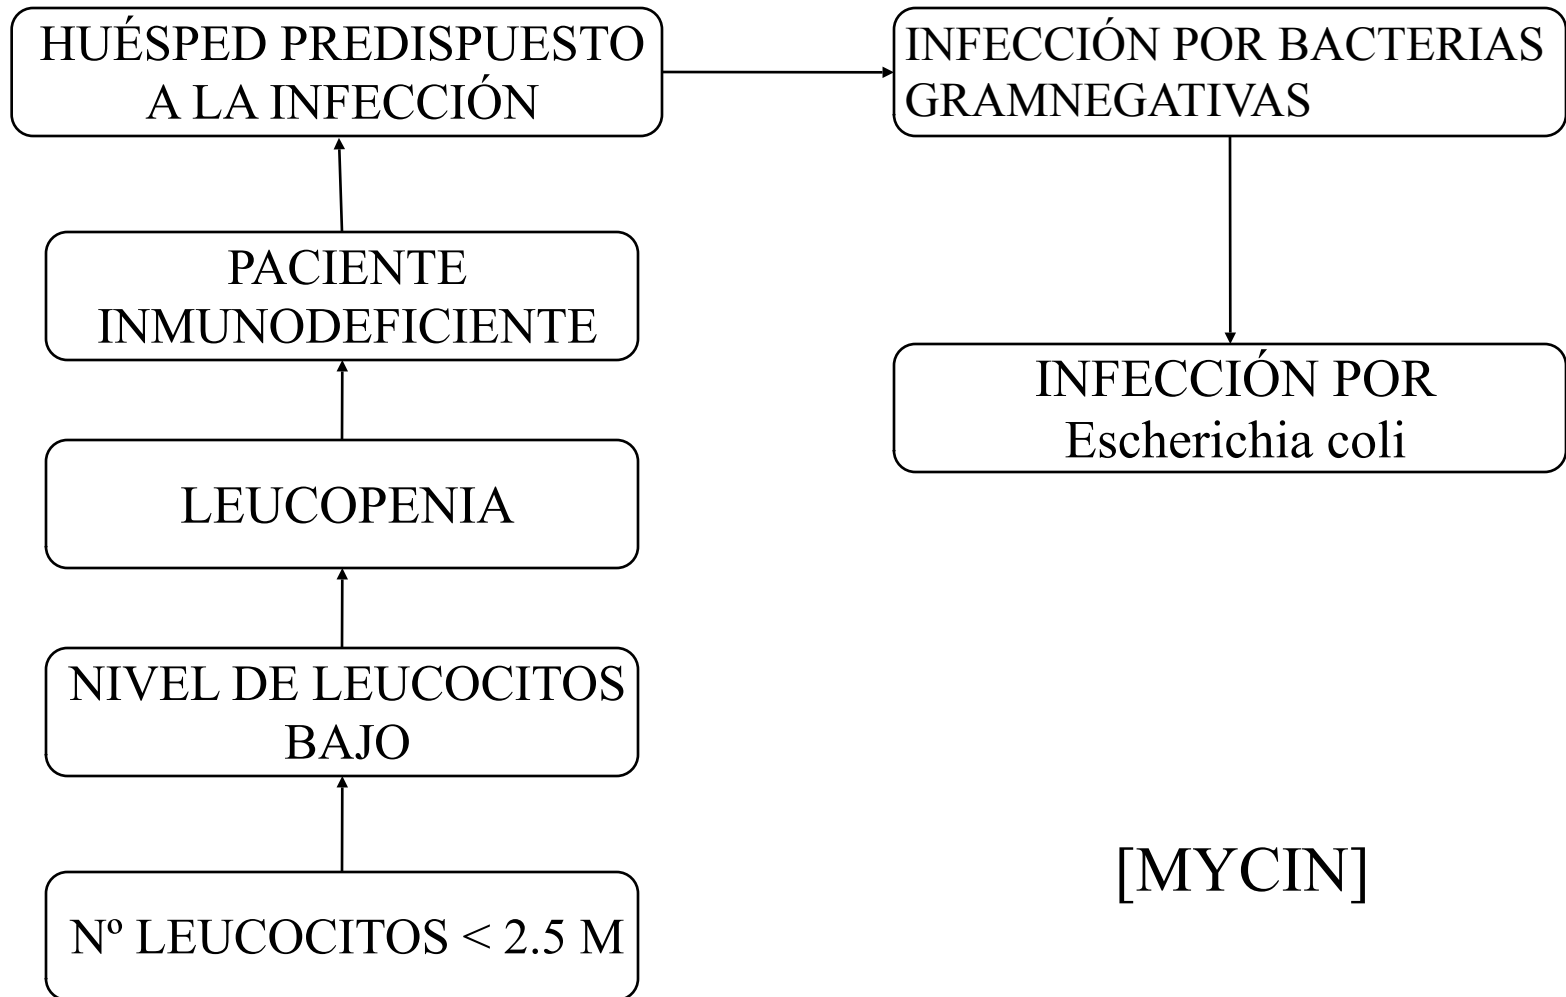 HUÉSPED PREDISPUESTO
A LA INFECCIÓN
INFECCIÓN POR BACTERIAS
GRAMNEGATIVAS
PACIENTE
INMUNODEFICIENTE
INFECCIÓN POR
Escherichia coli
LEUCOPENIA
NIVEL DE LEUCOCITOS
BAJO
[MYCIN]
Nº LEUCOCITOS < 2.5 M